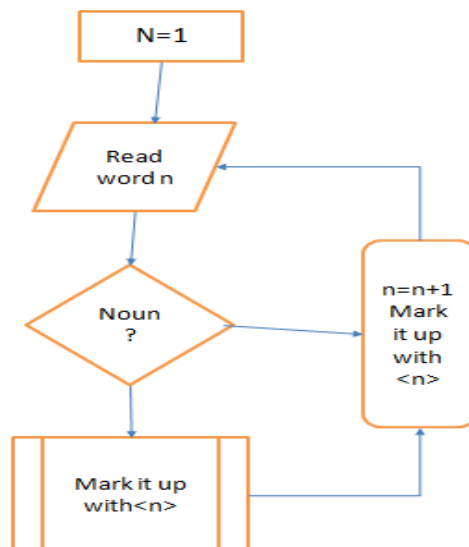 N=1
Read
word n
Noun
?
n=n+1
Mark
it up
with
<n>
Mark it up
with<n>